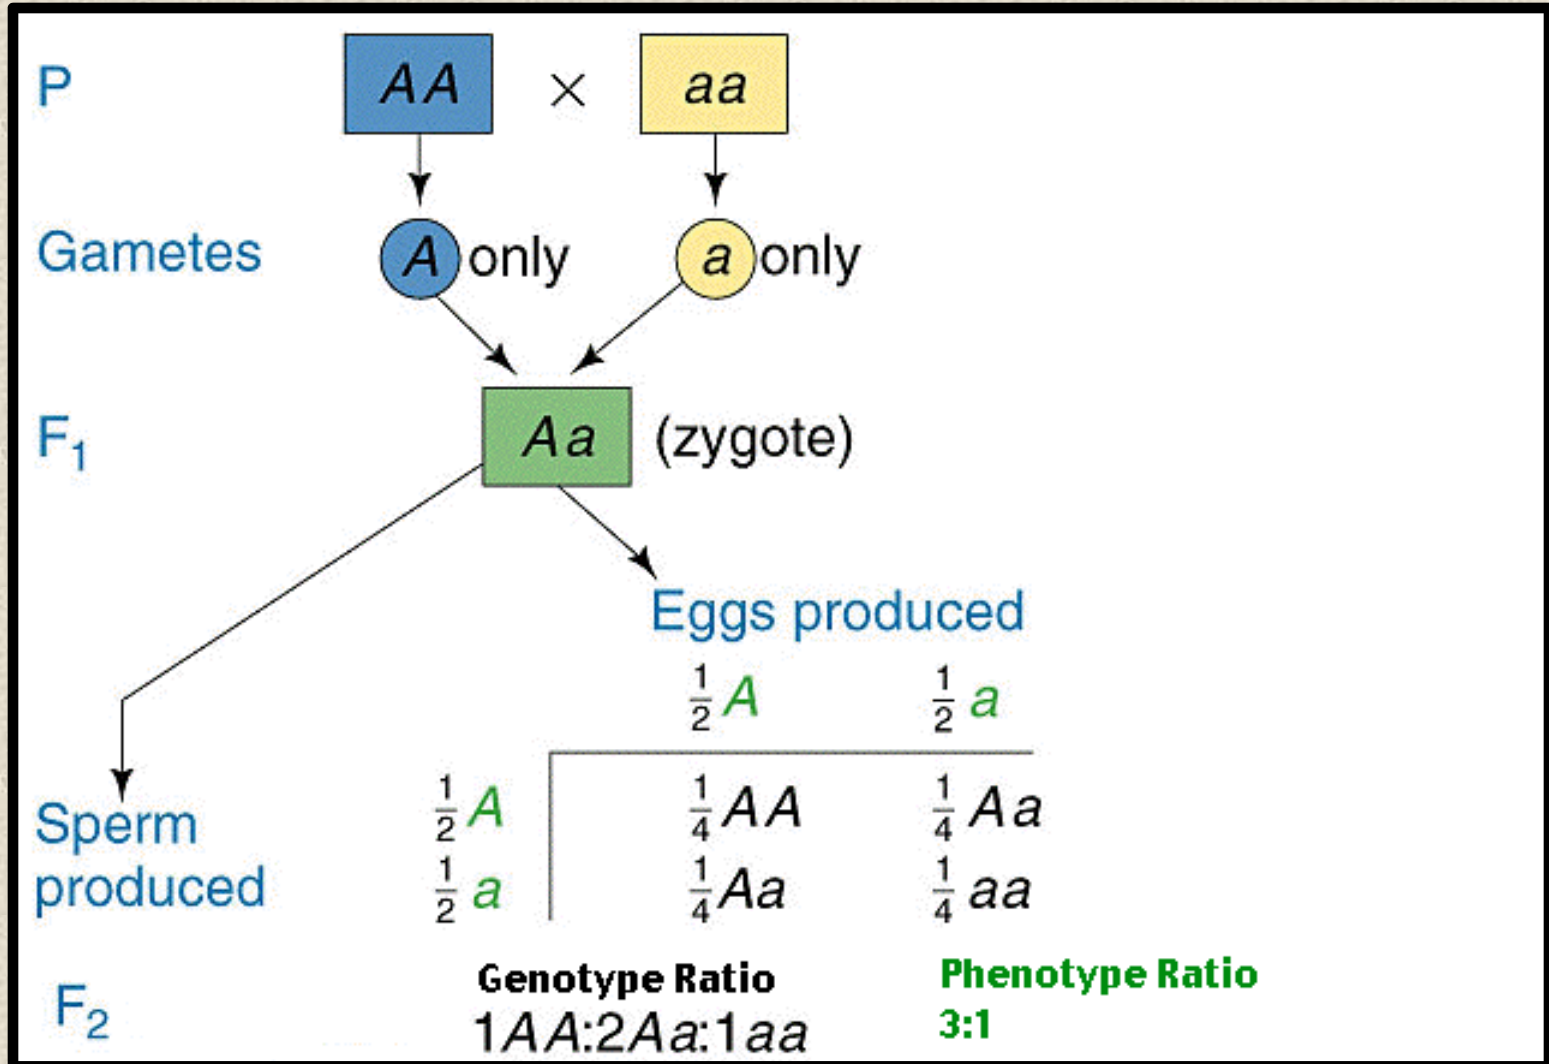 P AA × aa
Gametes A only a only
F₁ Aa (zygote)
Eggs produced
½ A ½ a
½ A ¼ AA ¼ Aa
Sperm
produced ½ a ¼ Aa ¼ aa
Genotype Ratio Phenotype Ratio
F₂ 1AA:2Aa:1aa 3:1